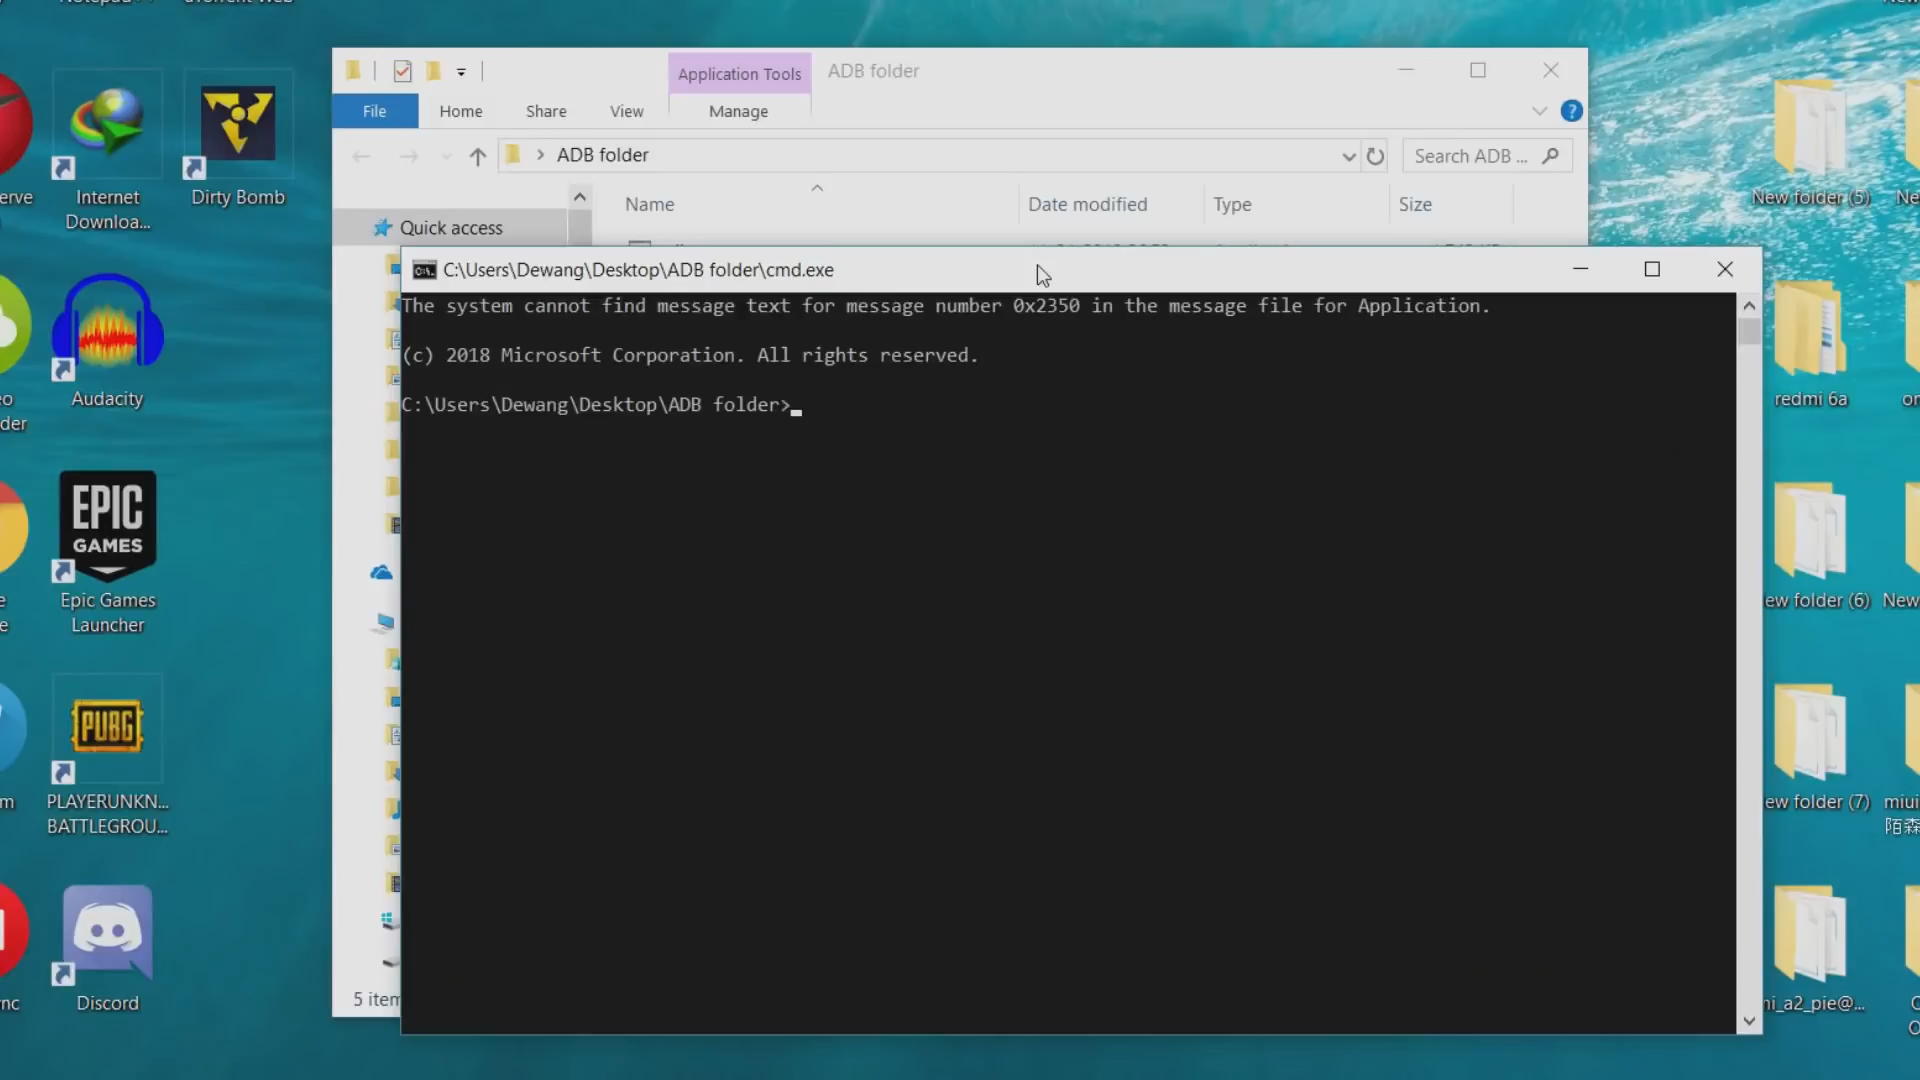 Internet
Downloa...
Dirty Bomb
Audacity
EPIC
GAMES
Epic Games
Launcher
PUBG
PLAYERUNKN...
BATTLEGROU...
Discord
Application Tools
ADB folder
File
Home
Share
View
Manage
?
ADB folder
Search ADB ...
Name
Date modified
Type
Size
Quick access
C:\Users\Dewang\Desktop\ADB folder\cmd.exe
The system cannot find message text for message number 0x2350 in the message file for Application.
(c) 2018 Microsoft Corporation. All rights reserved.
C:\Users\Dewang\Desktop\ADB folder>
5 item
New folder (5)
redmi 6a
ew folder (6)
New
ew folder (7)
miui
陌森
ni_a2_pie@...